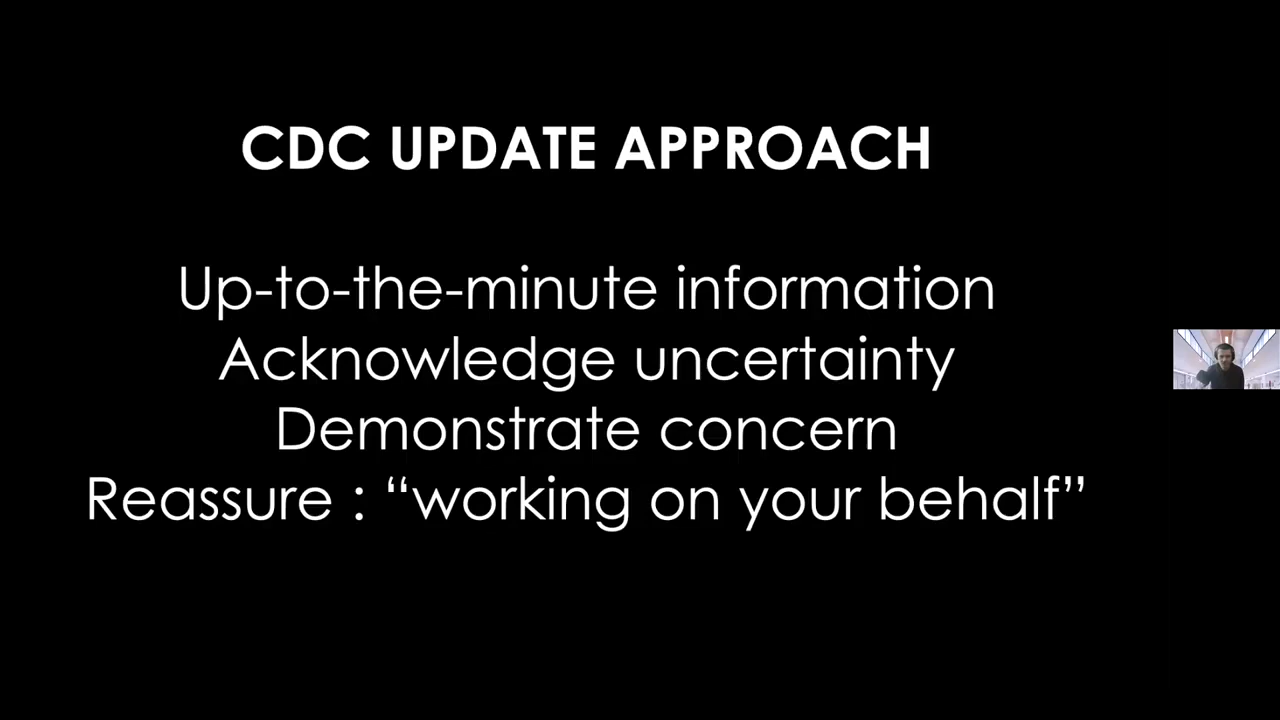 CDC UPDATE APPROACH
Up-to-the-minute information
Acknowledge uncertainty
Demonstrate concern
Reassure : “working on your behalf”